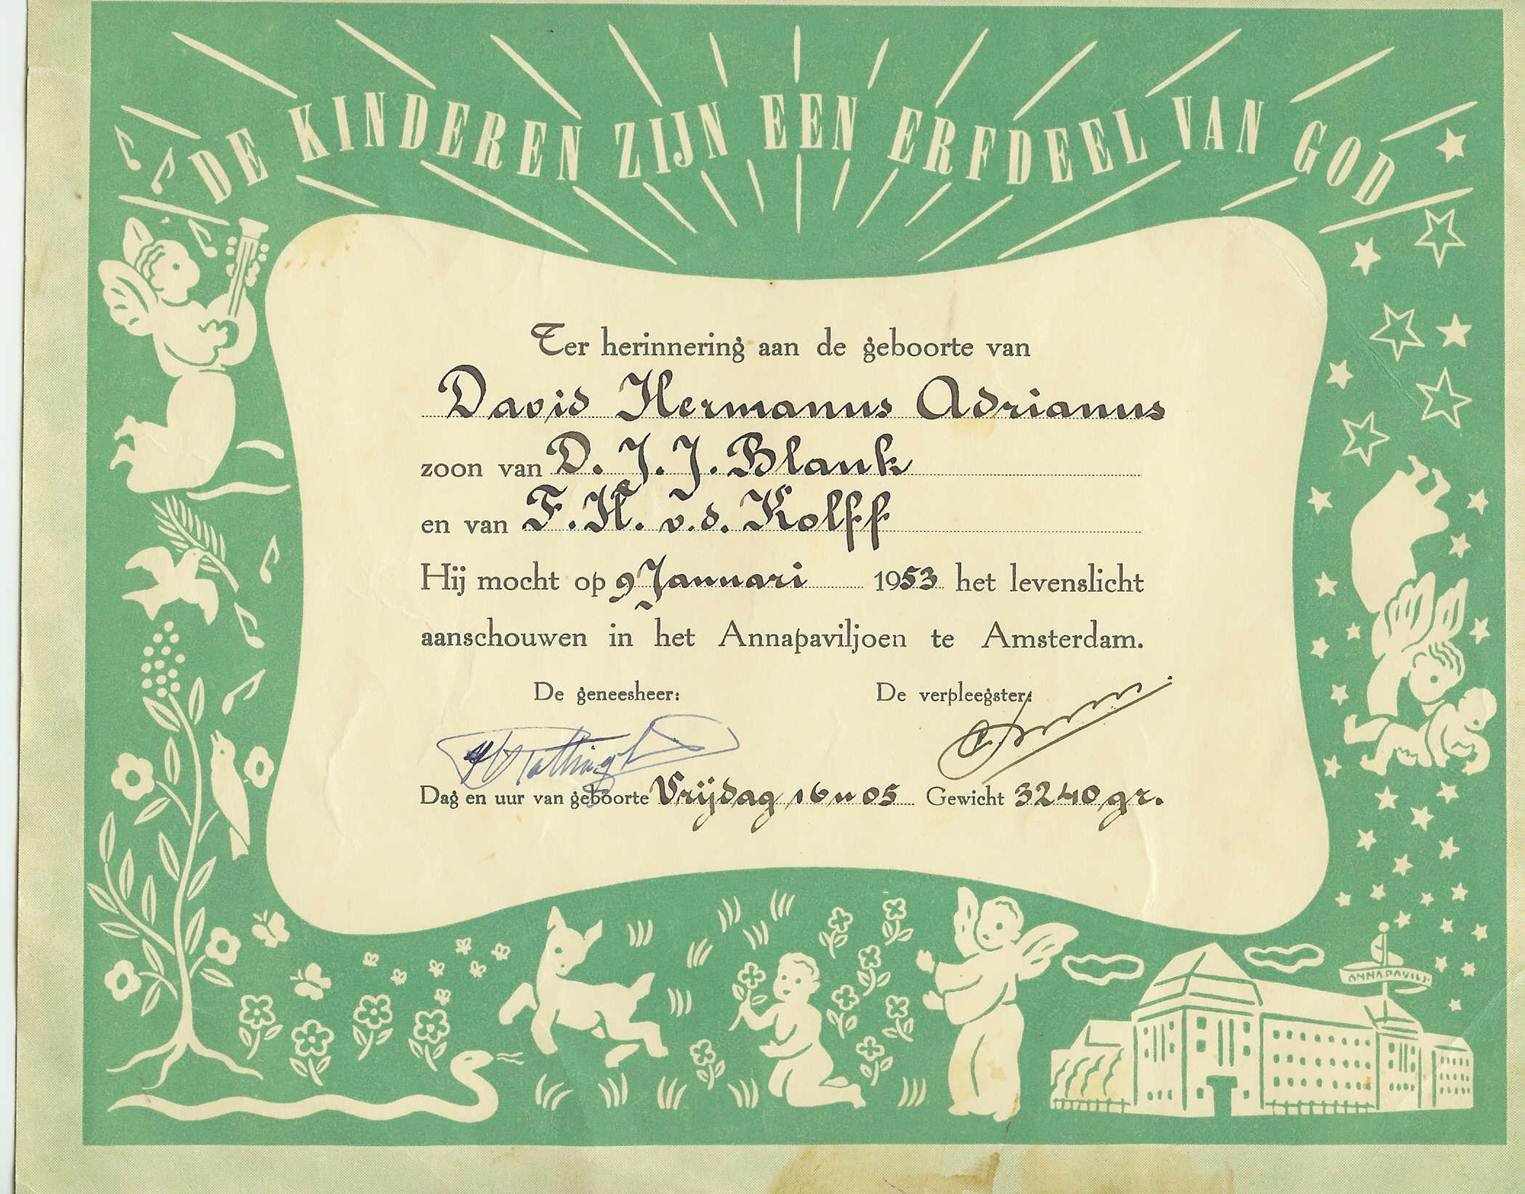 DE KINDEREN ZIJN EEN ERFDEEL VAN GOD
Ter herinnering aan de geboorte van
David Hermanus Adrianus
zoon van D. J. J. Blank
en van F. H. v. d. Kolff
Hij mocht op 9 Januari 1953 het levenslicht
aanschouwen in het Annapaviljoen te Amsterdam.
De geneesheer: De verpleegster:
Dag en uur van geboorte Vrijdag 16 u 05 Gewicht 3240 gr.
ANNAPAVILJ